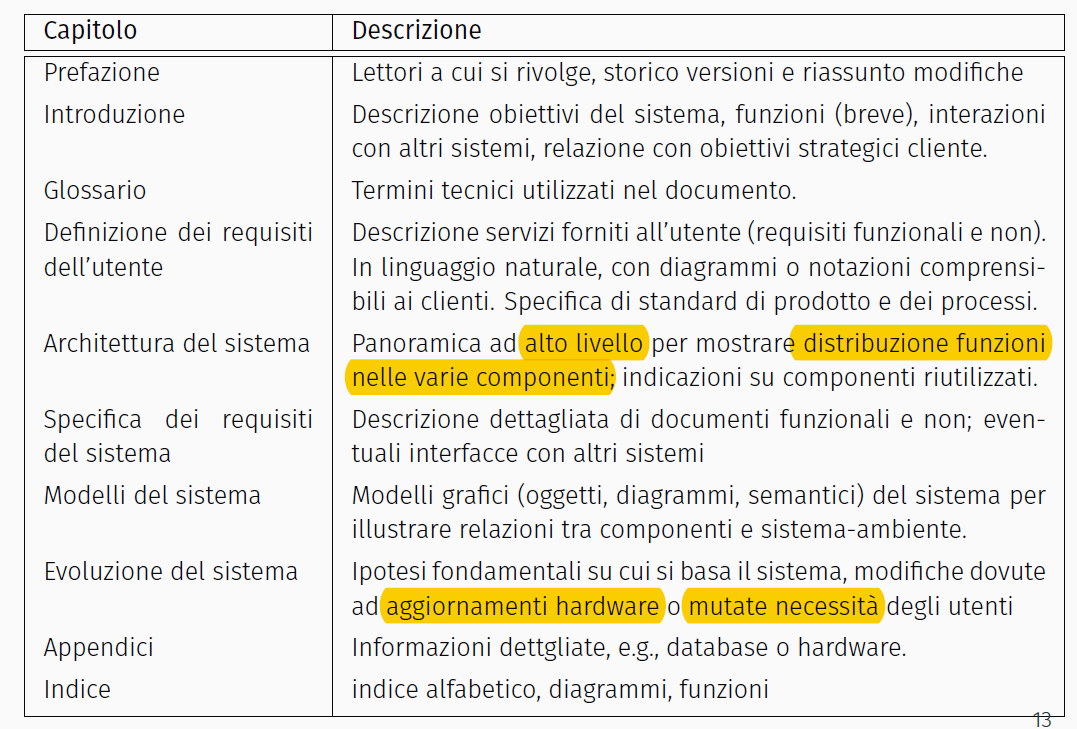 Capitolo Descrizione
Prefazione Lettori a cui si rivolge, storico versioni e riassunto modifiche
Introduzione Descrizione obiettivi del sistema, funzioni (breve), interazioni
con altri sistemi, relazione con obiettivi strategici cliente.
Glossario Termini tecnici utilizzati nel documento.
Definizione dei requisiti Descrizione servizi forniti all'utente (requisiti funzionali e non).
dell'utente In linguaggio naturale, con diagrammi o notazioni comprensi-
bili ai clienti. Specifica di standard di prodotto e dei processi.
Architettura del sistema Panoramica ad alto livello per mostrare distribuzione funzioni
nelle varie componenti; indicazioni su componenti riutilizzati.
Specifica dei requisiti Descrizione dettagliata di documenti funzionali e non; even-
del sistema tuali interfacce con altri sistemi
Modelli del sistema Modelli grafici (oggetti, diagrammi, semantici) del sistema per
illustrare relazioni tra componenti e sistema-ambiente.
Evoluzione del sistema Ipotesi fondamentali su cui si basa il sistema, modifiche dovute
ad aggiornamenti hardware o mutate necessità degli utenti
Appendici Informazioni dettgliate, e.g., database o hardware.
Indice indice alfabetico, diagrammi, funzioni
13